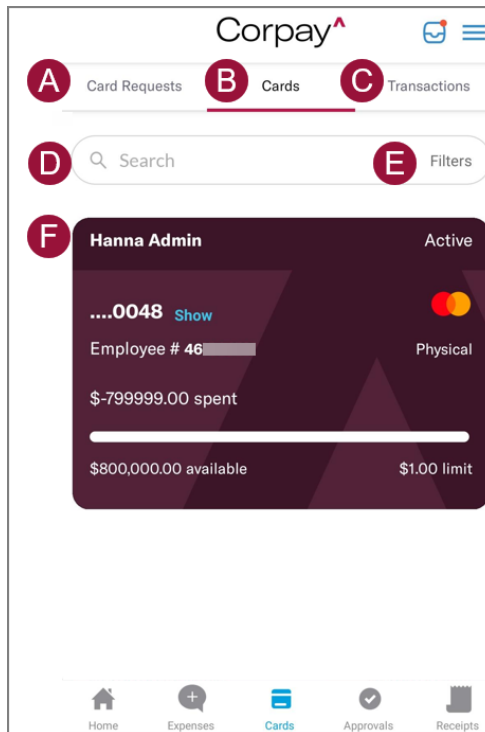 Corpay^
A Card Requests B Cards C Transactions
D Search E Filters
F
Hanna Admin Active
....0048 Show
Employee # 46 Physical
$-799999.00 spent
$800,000.00 available $1.00 limit
Home Expenses Cards Approvals Receipts